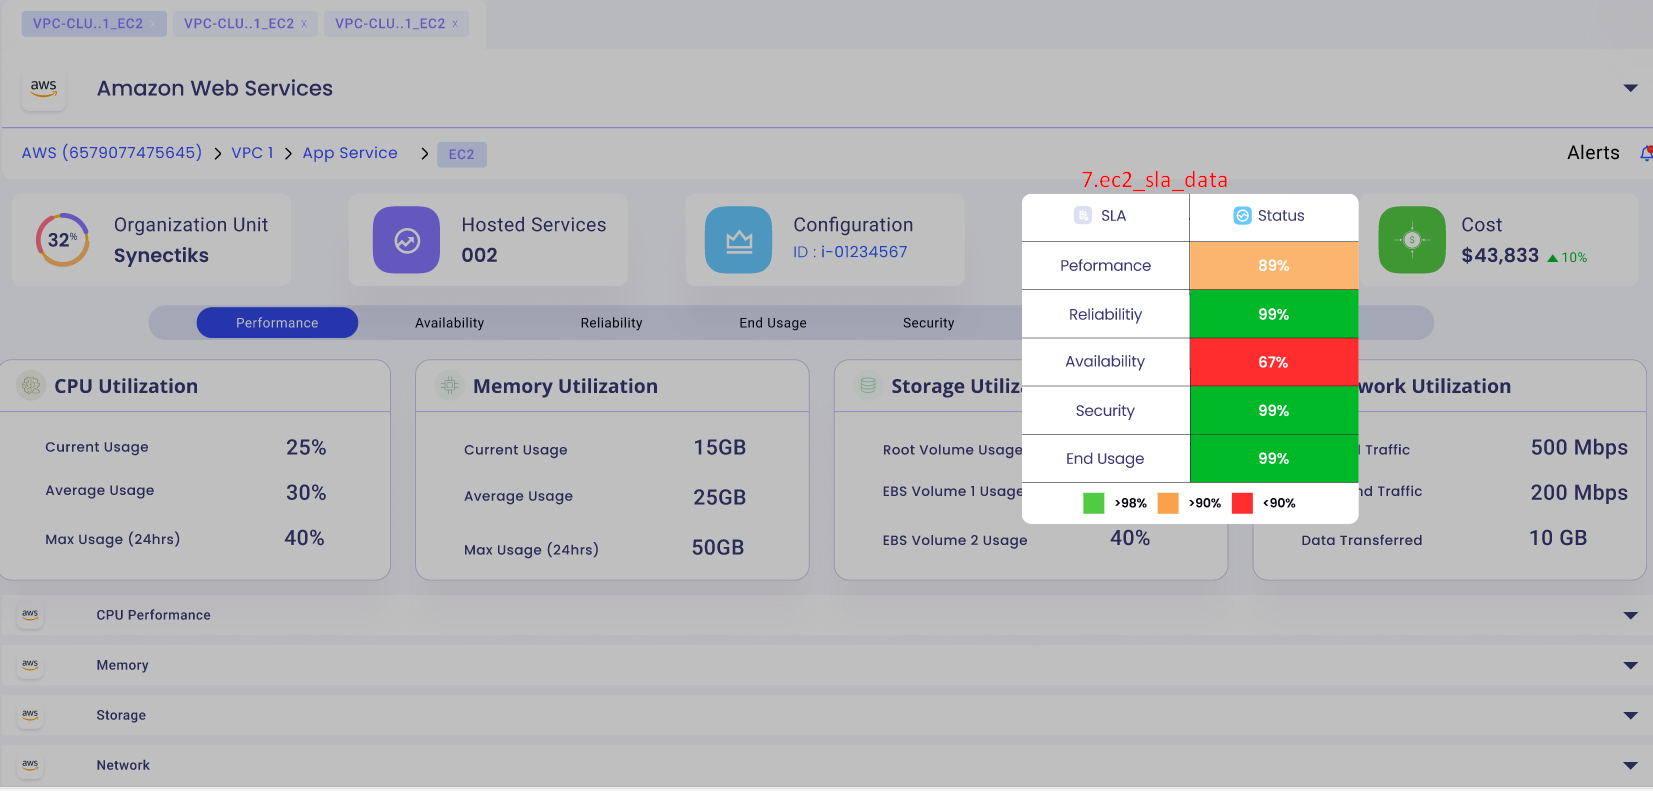 VPC-CLU..1_EC2 x VPC-CLU..1_EC2 x VPC-CLU..1_EC2 x
aws Amazon Web Services
AWS (6579077475645) > VPC 1 > App Service > EC2 Alerts
7.ec2_sla_data
32% Organization Unit
Synectiks
Hosted Services
002
Configuration
ID : i-01234567
Cost
$43,833 10%
SLA Status
Peformance 89%
Reliabilitiy 99%
Availability 67%
Security 99%
End Usage 99%
>98% >90% <90%
Performance Availability Reliability End Usage Security
CPU Utilization
Current Usage 25%
Average Usage 30%
Max Usage (24hrs) 40%
Memory Utilization
Current Usage 15GB
Average Usage 25GB
Max Usage (24hrs) 50GB
Storage Utiliz
Root Volume Usage
EBS Volume 1 Usage
EBS Volume 2 Usage 40%
work Utilization
Traffic 500 Mbps
nd Traffic 200 Mbps
Data Transferred 10 GB
aws CPU Performance
aws Memory
aws Storage
aws Network